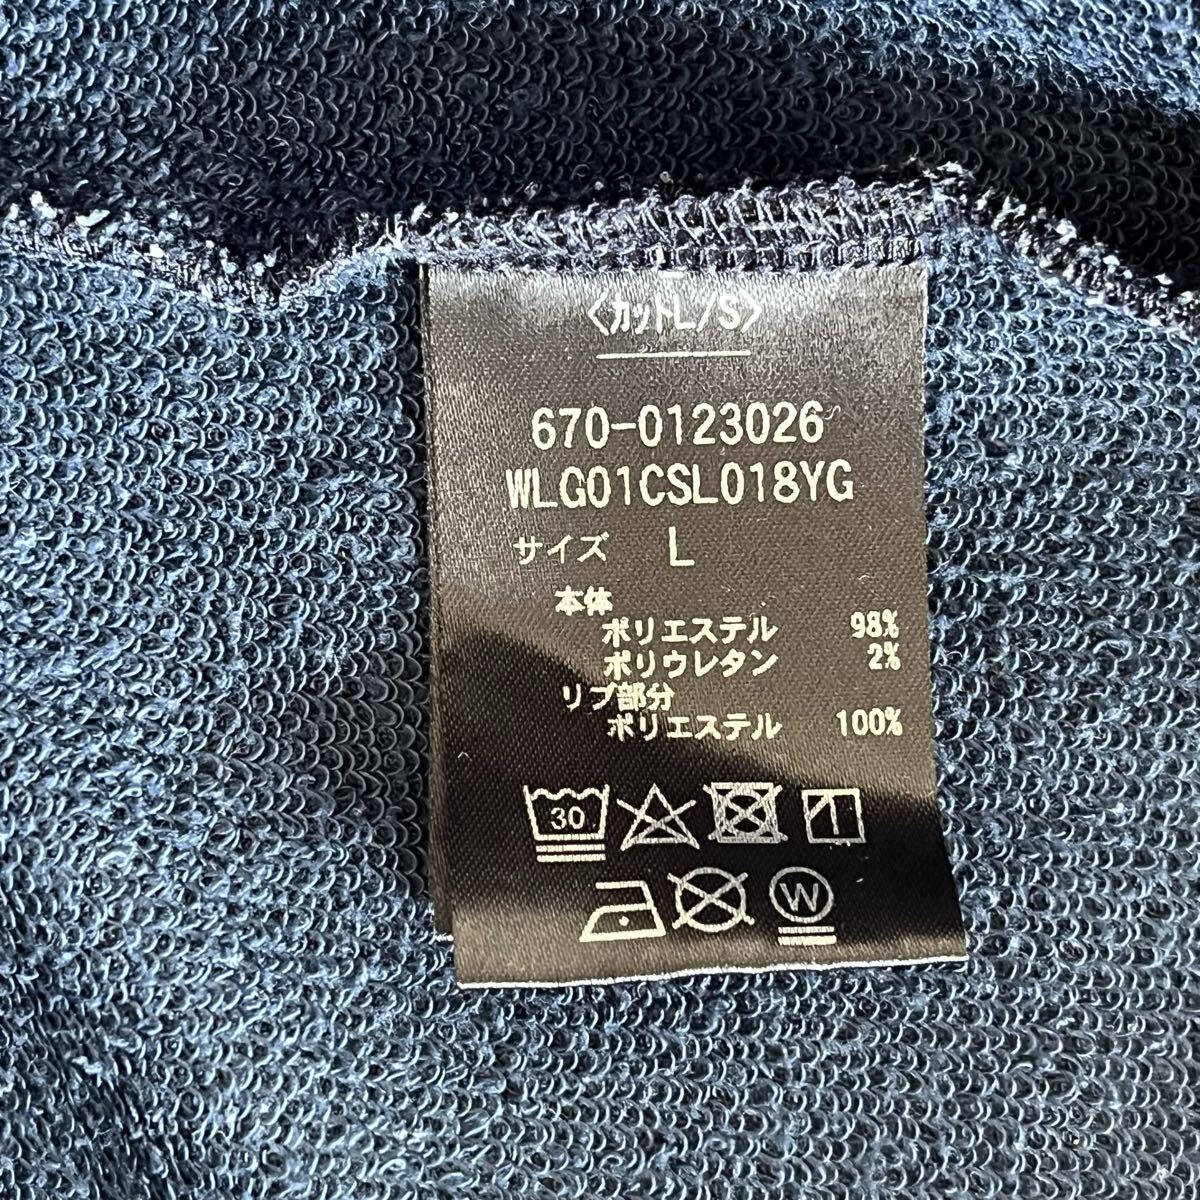 〈カットL/S〉
670-0123026
WLG01CSL018YG
サイズ L
本体
ポリエステル 98%
ポリウレタン 2%
リブ部分
ポリエステル 100%
30
W